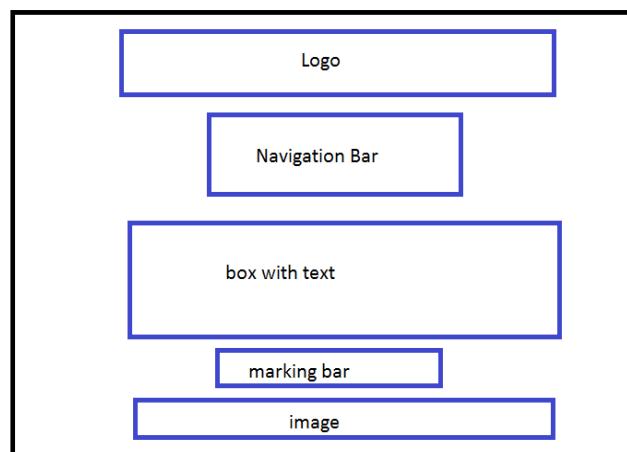 Logo
Navigation Bar
box with text
marking bar
image